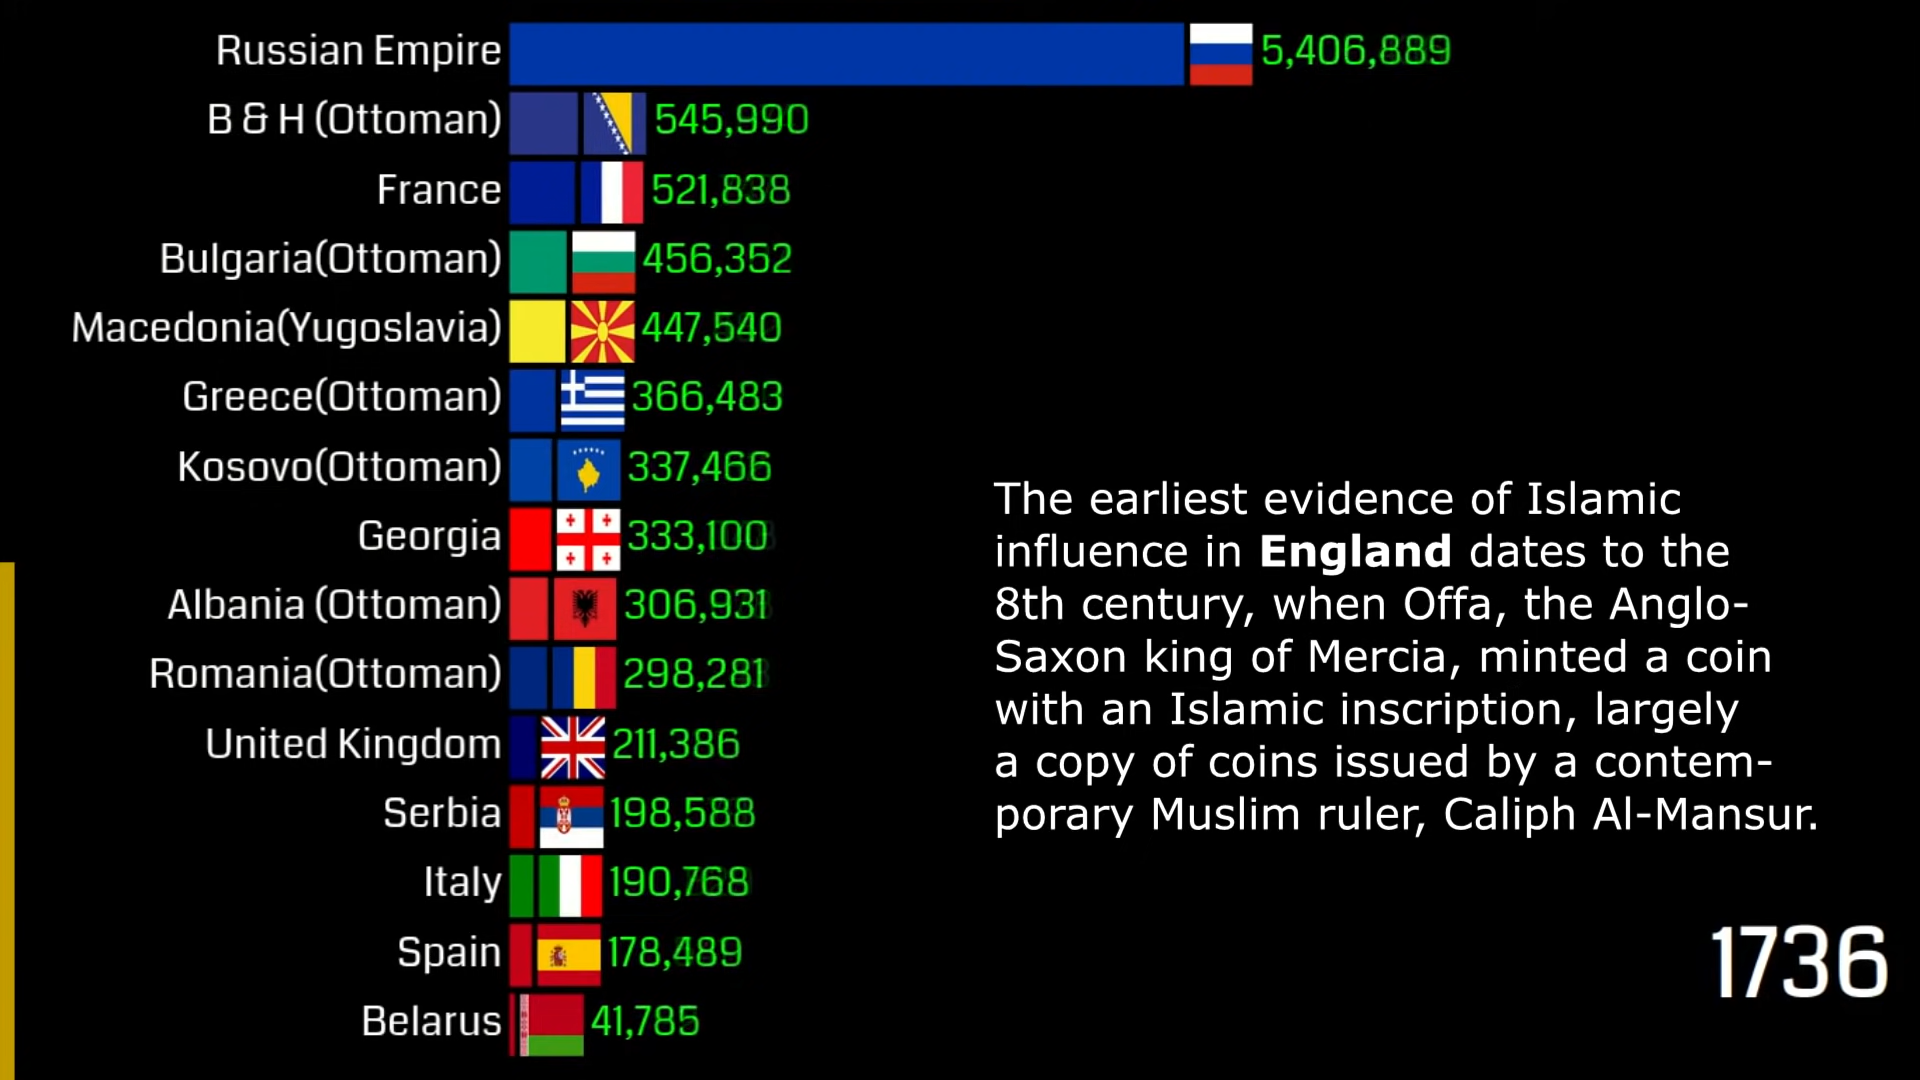 Russian Empire 5,406,889
B & H (Ottoman) 545,990
France 521,838
Bulgaria(Ottoman) 456,352
Macedonia(Yugoslavia) 447,540
Greece(Ottoman) 366,483
Kosovo(Ottoman) 337,466
Georgia 333,100
Albania (Ottoman) 306,931
Romania(Ottoman) 298,281
United Kingdom 211,386
Serbia 198,588
Italy 190,768
Spain 178,489
Belarus 41,785
The earliest evidence of Islamic
influence in England dates to the
8th century, when Offa, the Anglo-
Saxon king of Mercia, minted a coin
with an Islamic inscription, largely
a copy of coins issued by a contem-
porary Muslim ruler, Caliph Al-Mansur.
1736